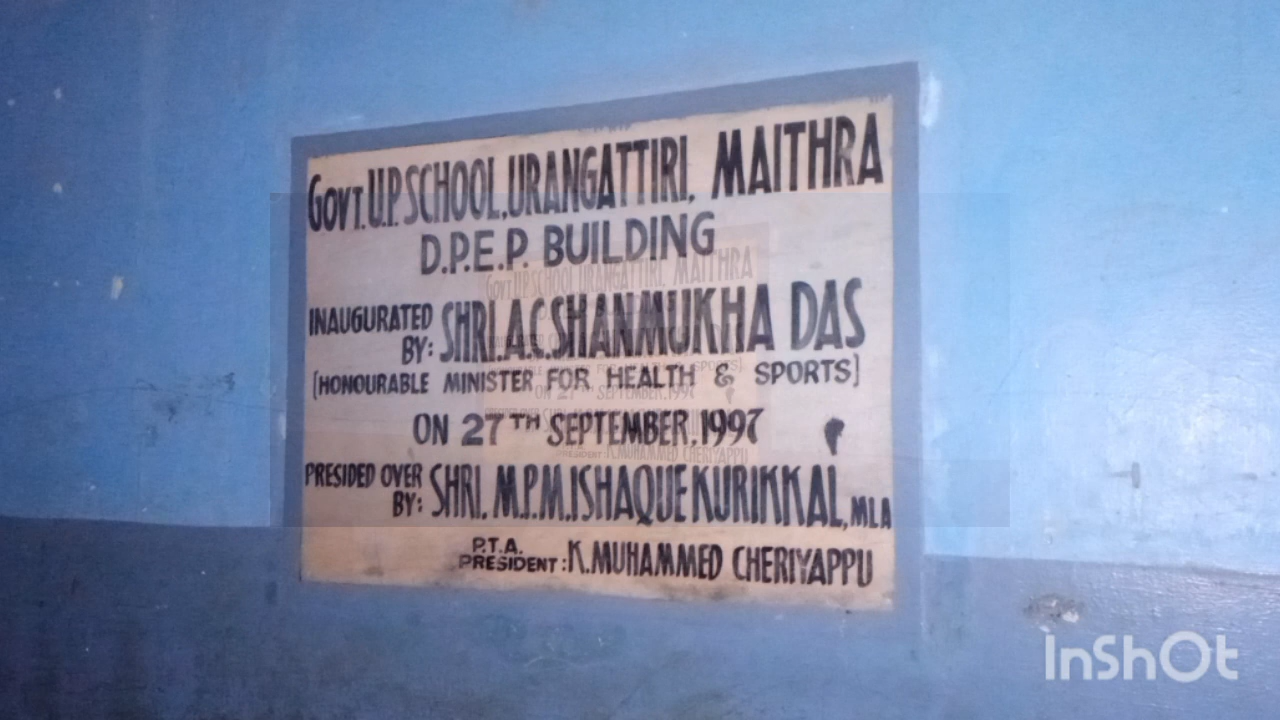 GOVT. U.P. SCHOOL, URANGATTIRI, MAITHRA
D.P.E.P. BUILDING
INAUGURATED BY: SHRI. A.C. SHANMUKHA DAS
(HONOURABLE MINISTER FOR HEALTH & SPORTS)
ON 27TH SEPTEMBER, 1997
PRESIDED OVER BY: SHRI. M.P.M. ISHAQUE KURIKKAL, MLA
P.T.A. PRESIDENT: K. MUHAMMED CHERIYAPPU
InShOt